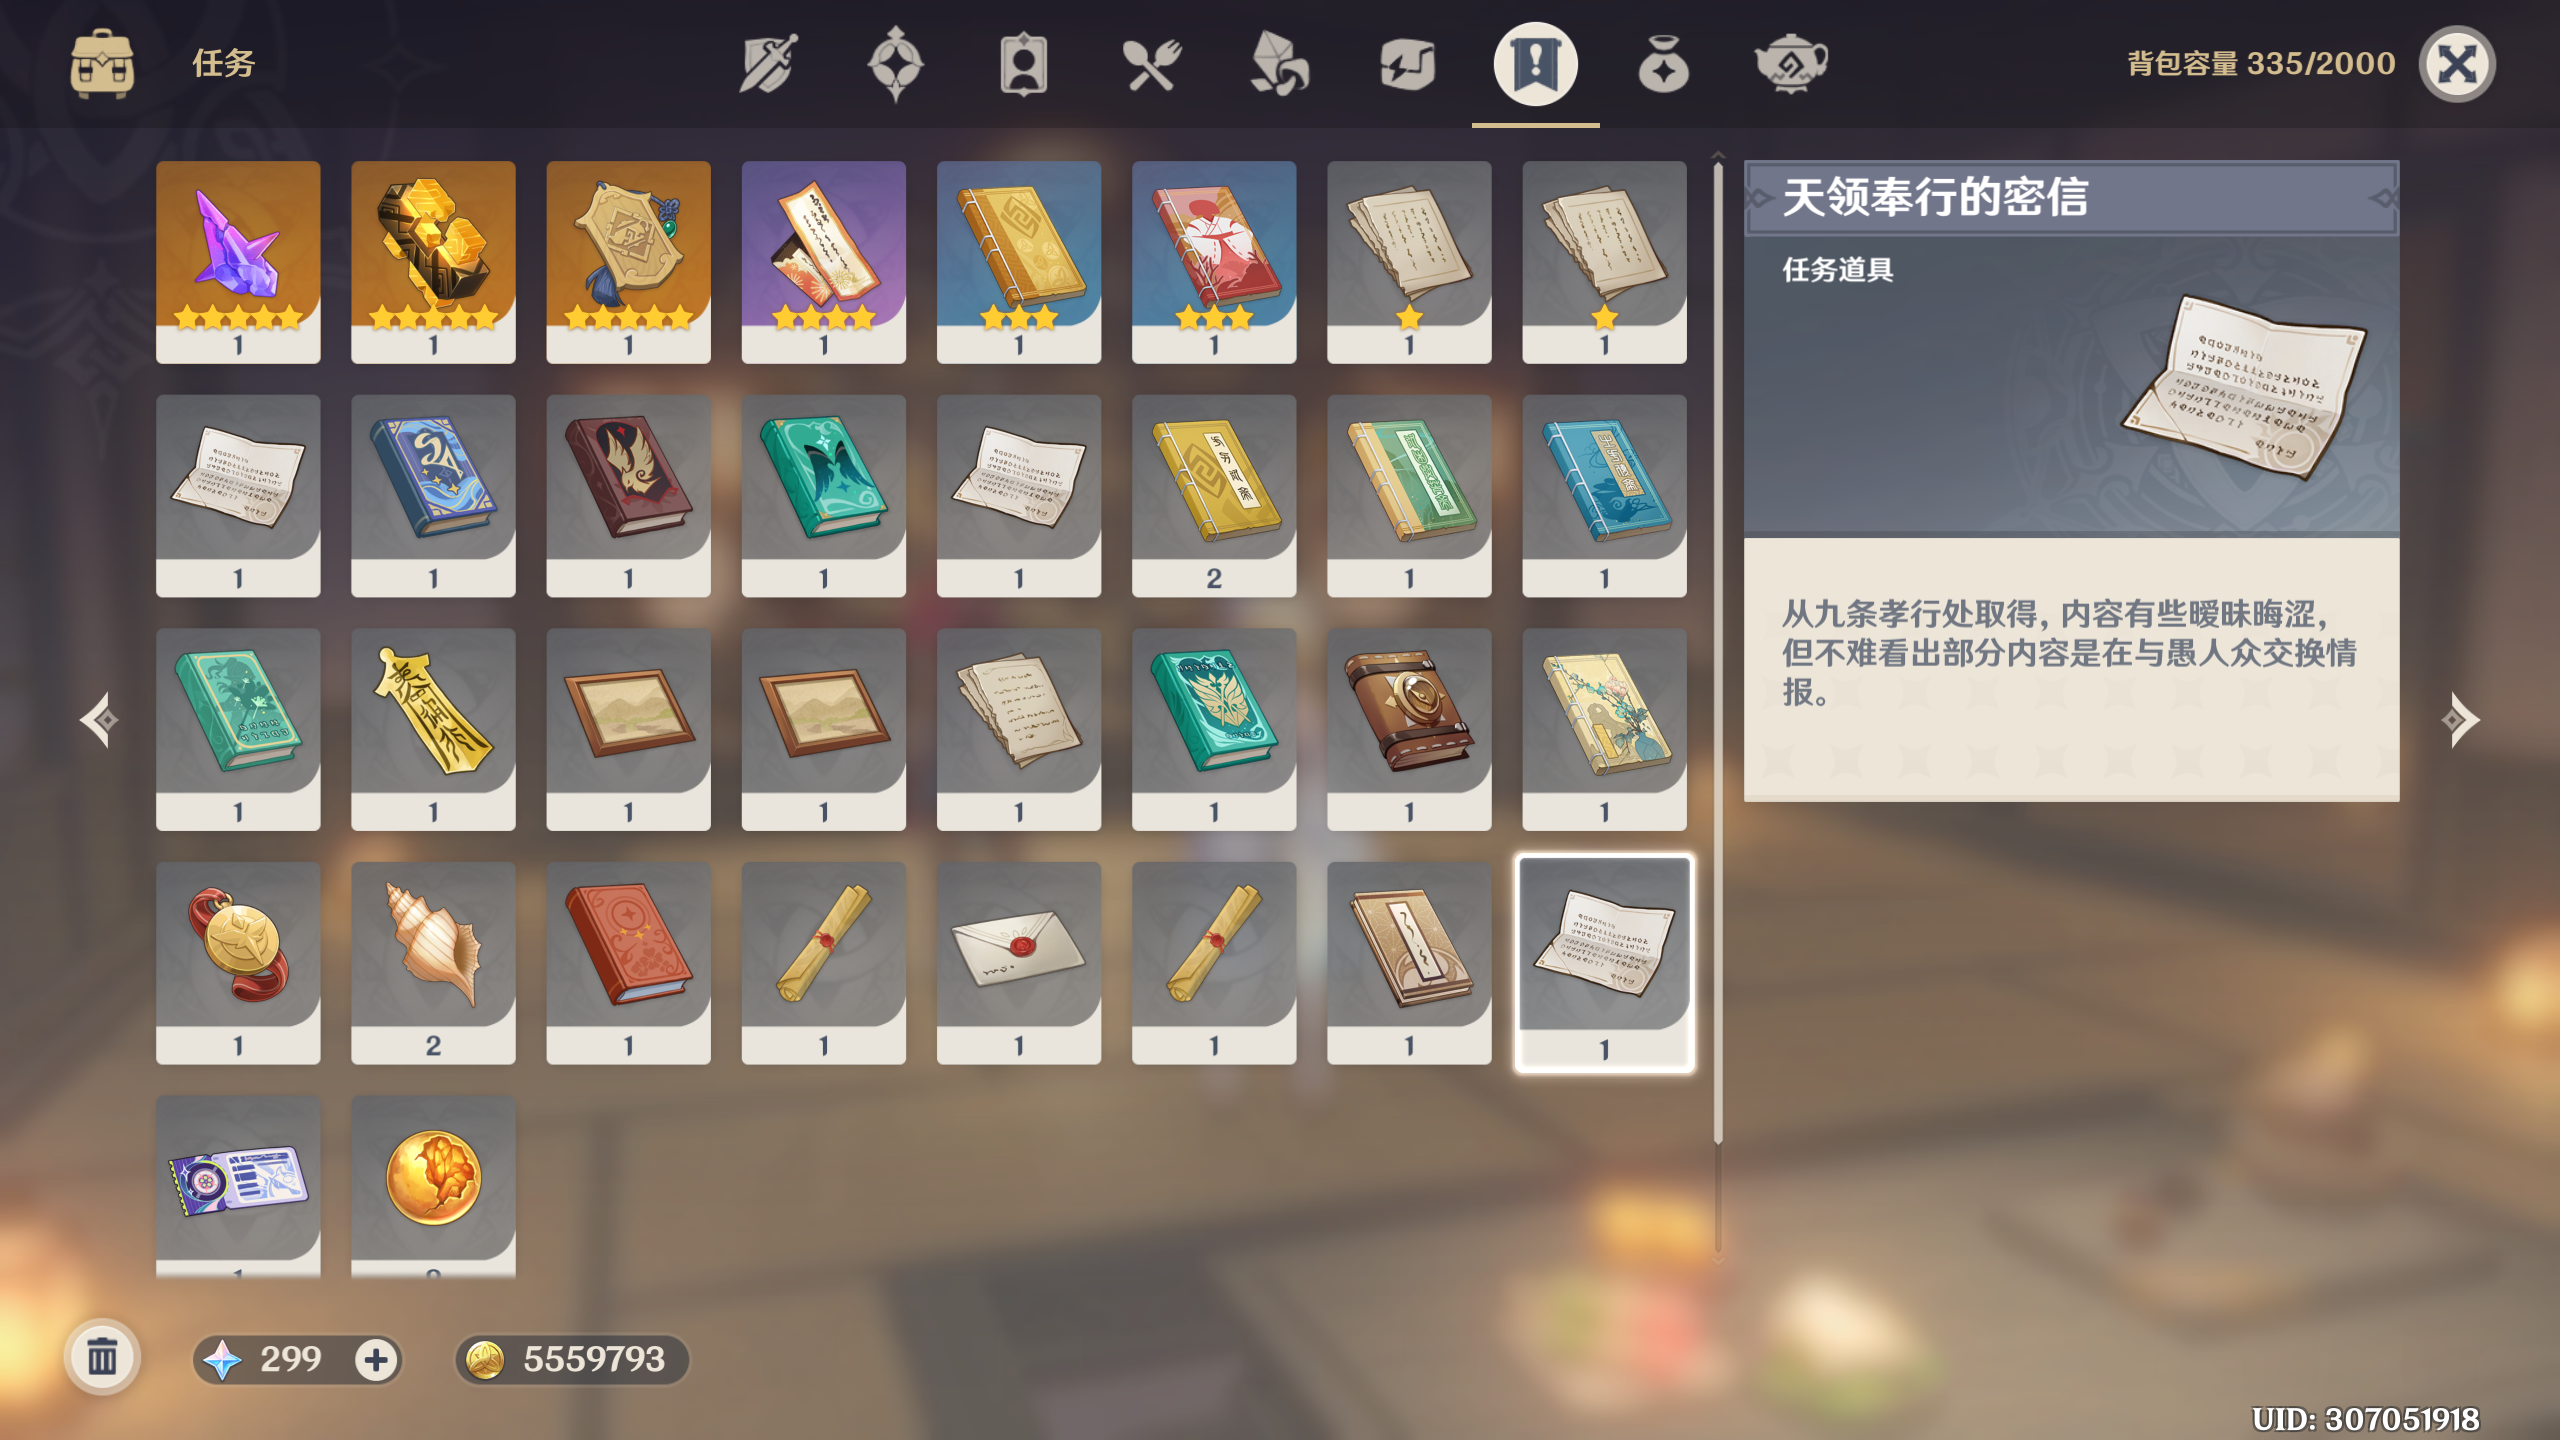 任务
背包容量 335/2000
天领奉行的密信
任务道具
从九条孝行处取得，内容有些暧昧晦涩，
但不难看出部分内容是在与愚人众交换情
报。
1 1 1 1 1 1 1 1
1 1 1 1 1 2 1 1
1 1 1 1 1 1 1 1
1 2 1 1 1 1 1 1
299
5559793
UID: 307051918